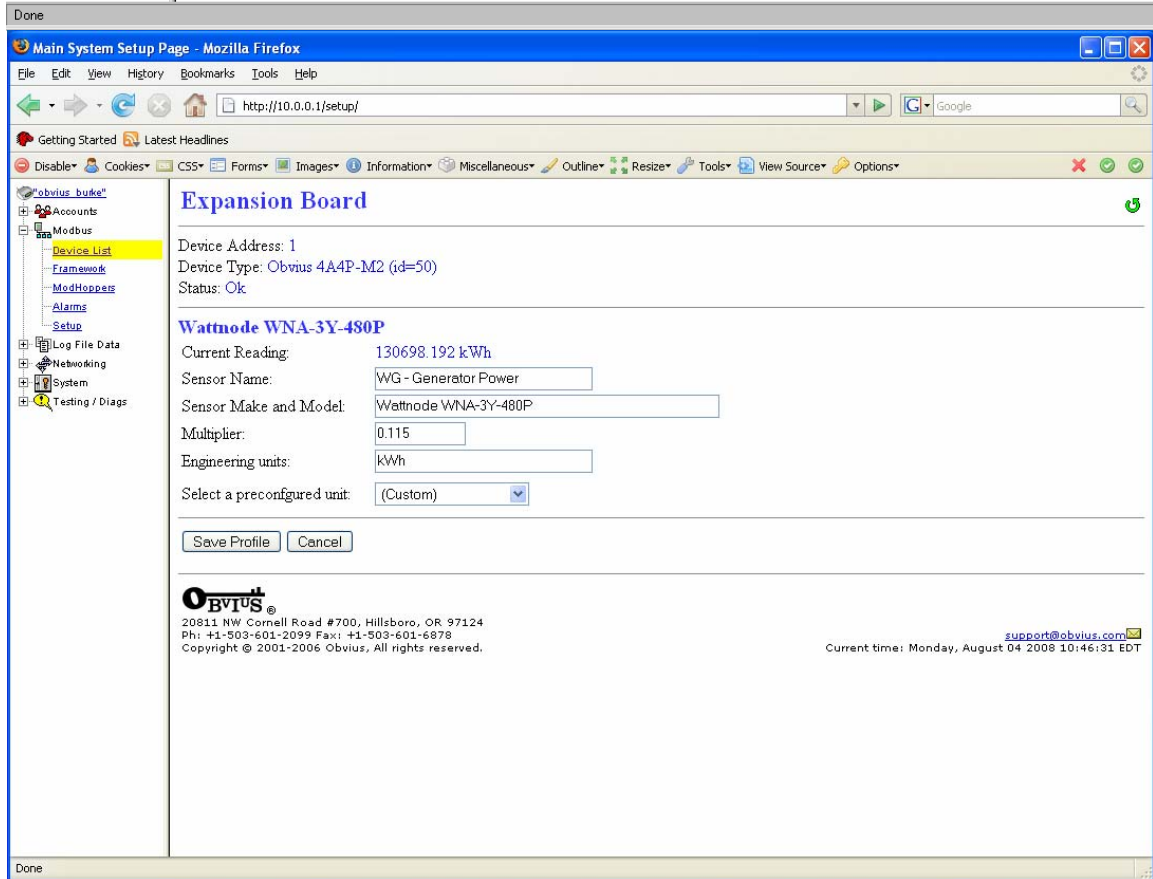 Done
Main System Setup Page - Mozilla Firefox
File Edit View History Bookmarks Tools Help
http://10.0.0.1/setup/
G Google
Getting Started Latest Headlines
Disable Cookies CSS Forms Images Information Miscellaneous Outline Resize Tools View Source Options
"obvius_burke"
Accounts
Modbus
Device List
Framework
ModHoppers
Alarms
Setup
Log File Data
Networking
System
Testing / Diags
Expansion Board
Device Address: 1
Device Type: Obvius 4A4P-M2 (id=50)
Status: Ok
Wattnode WNA-3Y-480P
Current Reading: 130698.192 kWh
Sensor Name: WG - Generator Power
Sensor Make and Model: Wattnode WNA-3Y-480P
Multiplier: 0.115
Engineering units: kWh
Select a preconfgured unit: (Custom)
Save Profile Cancel
OBVIUS ®
20811 NW Cornell Road #700, Hillsboro, OR 97124
Ph: +1-503-601-2099 Fax: +1-503-601-6878
Copyright © 2001-2006 Obvius, All rights reserved.
support@obvius.com
Current time: Monday, August 04 2008 10:46:31 EDT
Done